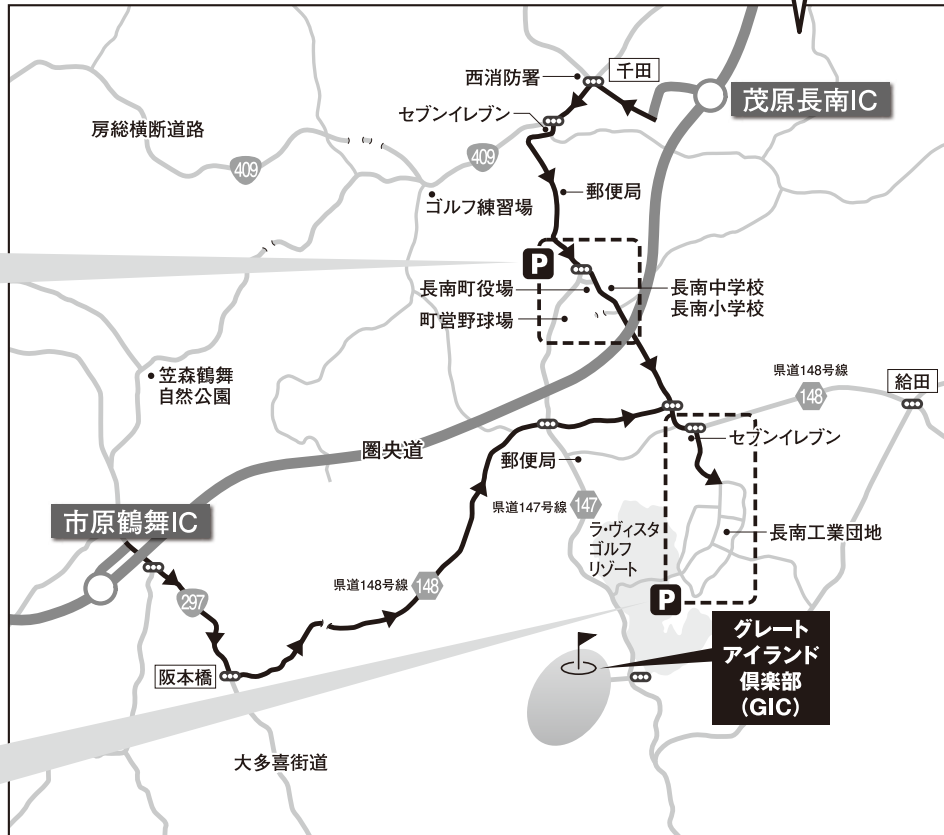 西消防署
千田
茂原長南IC
セブンイレブン
房総横断道路
409
409
ゴルフ練習場
郵便局
P
長南町役場
長南中学校
長南小学校
町営野球場
笠森鶴舞
自然公園
県道148号線
148
給田
圏央道
セブンイレブン
郵便局
市原鶴舞IC
県道147号線
147
ラ・ヴィスタ
ゴルフ
リゾート
長南工業団地
県道148号線
148
297
P
グレート
アイランド
倶楽部
(GIC)
阪本橋
大多喜街道